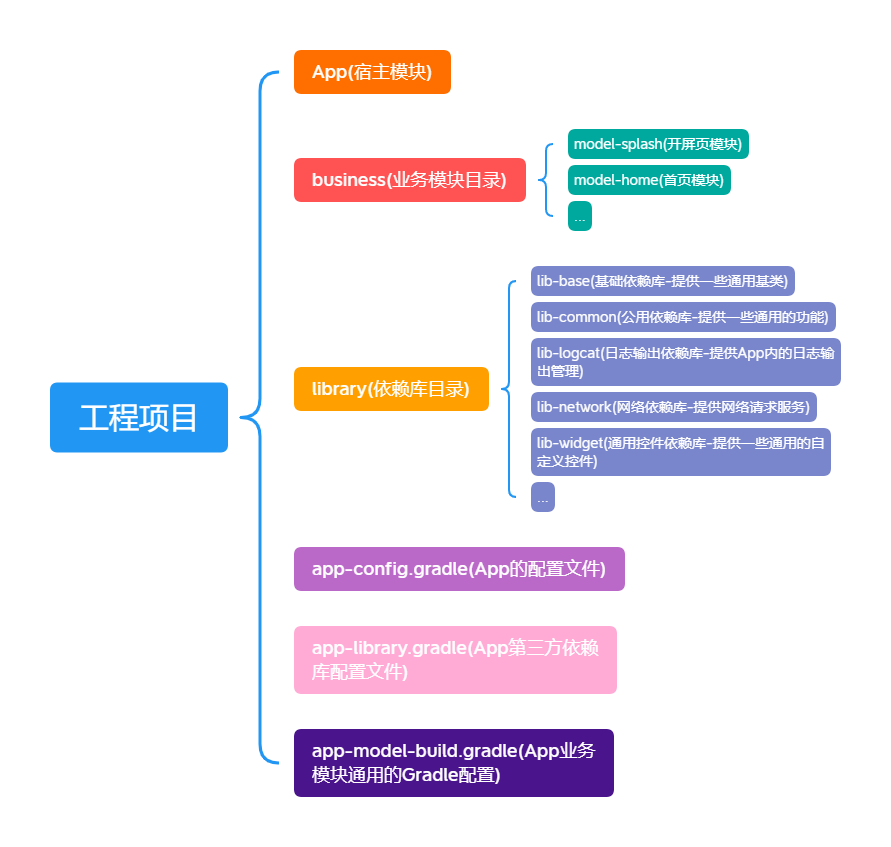 App(宿主模块)
model-splash(开屏页模块)
business(业务模块目录)
model-home(首页模块)
...
lib-base(基础依赖库-提供一些通用基类)
lib-common(公用依赖库-提供一些通用的功能)
lib-logcat(日志输出依赖库-提供App内的日志输
出管理)
library(依赖库目录)
lib-network(网络依赖库-提供网络请求服务)
工程项目
lib-widget(通用控件依赖库-提供一些通用的自
定义控件)
...
app-config.gradle(App的配置文件)
app-library.gradle(App第三方依赖
库配置文件)
app-model-build.gradle(App业务
模块通用的Gradle配置)